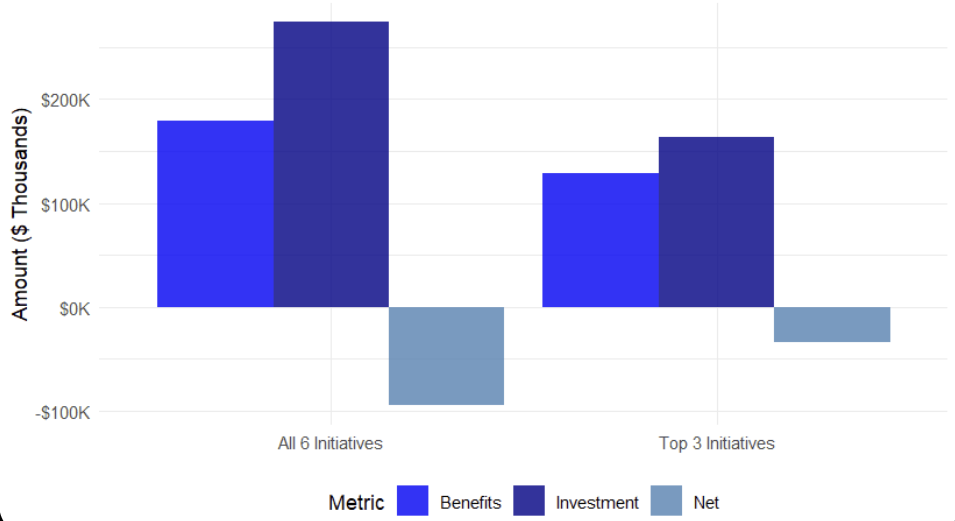 Amount ($ Thousands)
$200K
$100K
$0K
-$100K
All 6 Initiatives
Top 3 Initiatives
Metric Benefits Investment Net